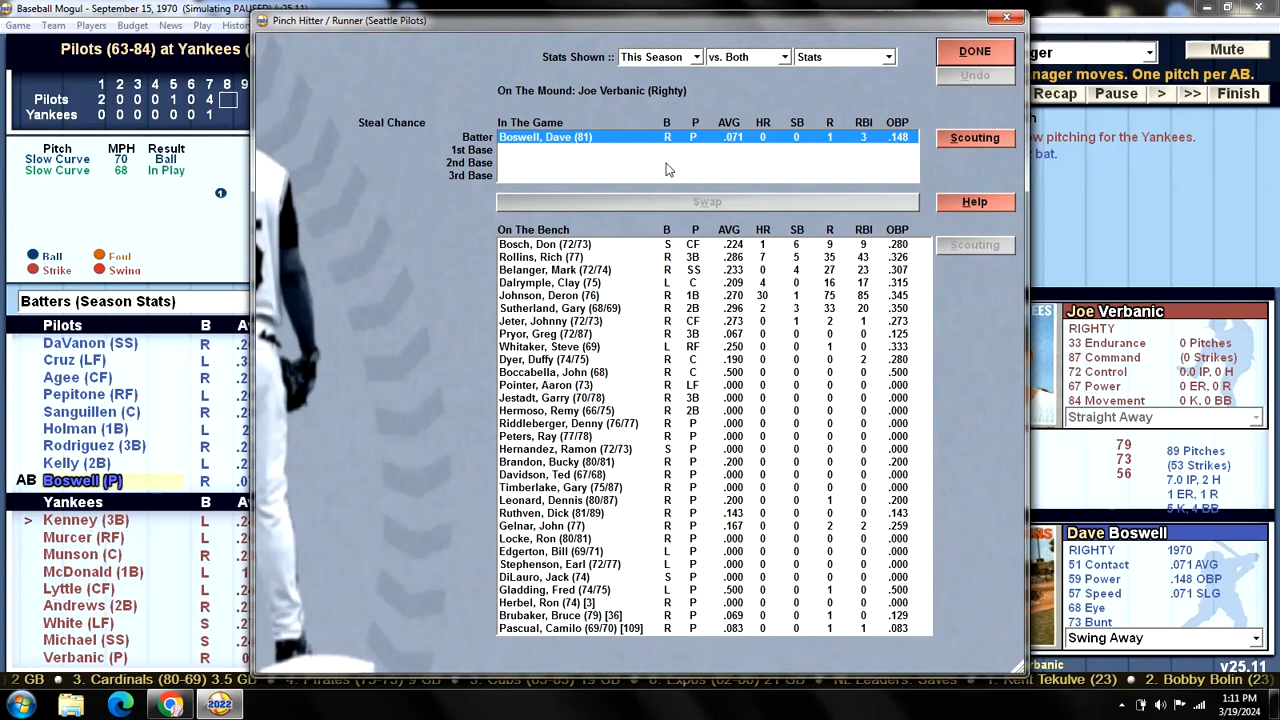 Baseball Mogul - September 15, 1970 (Simulating PAUSED)
Pinch Hitter / Runner (Seattle Pilots)
Game Team Players Budget News Play
Pilots (63-84) at Yankees
1 2 3 4 5 6 7 8 9
Pilots 2 0 0 0 1 0 4
Yankees 0 0 0 0 0 0 1
Pitch MPH Result
Slow Curve 70 Ball
Slow Curve 68 In Play
1
Ball Foul
Strike Swing
Batters (Season Stats)
Pilots B
DaVanon (SS) R
Cruz (LF) L
Agee (CF) R
Pepitone (RF) L
Sanguillen (C) R
Holman (1B) L
Rodriguez (3B) R
Kelly (2B) L
AB Boswell (P) R
Yankees B
> Kenney (3B) L
Murcer (RF) L
Munson (C) R
McDonald (1B) L
Lyttle (CF) L
Andrews (2B) R
White (LF) S
Michael (SS) S
Verbanic (P) R
Stats Shown :: This Season vs. Both Stats
DONE
Undo
On The Mound: Joe Verbanic (Righty)
Steal Chance In The Game B P AVG HR SB R RBI OBP
Batter Boswell, Dave (81) R P .071 0 0 1 3 .148
1st Base
2nd Base
3rd Base
Scouting
Swap
Help
On The Bench B P AVG HR SB R RBI OBP
Scouting
Bosch, Don (72/73) S CF .224 1 6 9 9 .280
Rollins, Rich (77) R 3B .286 7 5 35 43 .326
Belanger, Mark (72/74) R SS .233 0 4 27 23 .307
Dalrymple, Clay (75) L C .209 4 0 16 17 .315
Johnson, Deron (76) R 1B .270 30 1 75 85 .345
Sutherland, Gary (68/69) R 2B .296 2 3 33 20 .350
Jeter, Johnny (72/73) R CF .273 0 1 2 1 .273
Pryor, Greg (72/87) R 3B .067 0 0 0 0 .125
Whitaker, Steve (69) L RF .250 0 0 1 0 .333
Dyer, Duffy (74/75) R C .190 0 0 0 2 .280
Boccabella, John (68) R C .500 0 0 0 0 .500
Pointer, Aaron (73) R LF .000 0 0 0 0 .000
Jestadt, Garry (70/78) R 3B .000 0 0 0 0 .000
Hermoso, Remy (66/75) R 2B .000 0 0 0 0 .000
Riddleberger, Denny (76/77) R P .000 0 0 0 0 .000
Peters, Ray (77/78) R P .000 0 0 0 0 .000
Hernandez, Ramon (72/73) S P .000 0 0 0 0 .000
Brandon, Bucky (80/81) R P .200 0 0 0 0 .200
Davidson, Ted (67/68) R P .000 0 0 0 0 .000
Timberlake, Gary (75/87) R P .000 0 0 0 0 .000
Leonard, Dennis (80/87) R P .200 0 0 1 0 .200
Ruthven, Dick (81/89) R P .143 0 0 0 0 .143
Gelnar, John (77) R P .167 0 0 2 2 .259
Locke, Ron (80/81) R P .000 0 0 0 0 .000
Edgerton, Bill (69/71) L P .000 0 0 0 0 .000
Stephenson, Earl (72/77) L P .000 0 0 0 0 .000
DiLauro, Jack (74) S P .000 0 0 0 0 .000
Gladding, Fred (74/75) L P .500 0 0 1 0 .500
Herbel, Ron (74) [3] R P .000 0 0 0 0 .000
Brubaker, Bruce (79) [36] R P .069 0 0 1 0 .129
Pascual, Camilo (69/70) [109] R P .083 0 0 1 1 .083
Mute
nager moves. One pitch per AB.
Recap Pause > >> Finish
ow pitching for the Yankees.
bat.
Joe Verbanic
RIGHTY
33 Endurance 0 Pitches
87 Command (0 Strikes)
72 Control 0.0 IP, 0 H
67 Power 0 ER, 0 R
84 Movement 0 K, 0 BB
Straight Away
79
73
56
89 Pitches
(53 Strikes)
7.0 IP, 2 H
1 ER, 1 R
5 K, 4 BB
Dave Boswell
RIGHTY 1970
51 Contact .071 AVG
59 Power .148 OBP
57 Speed .071 SLG
68 Eye
73 Bunt
Swing Away
v25.11
2 GB 3. Cardinals (80-69) 3.5 GB
1. Kent Tekulve (23) 2. Bobby Bolin (23)
2022
1:11 PM
3/19/2024